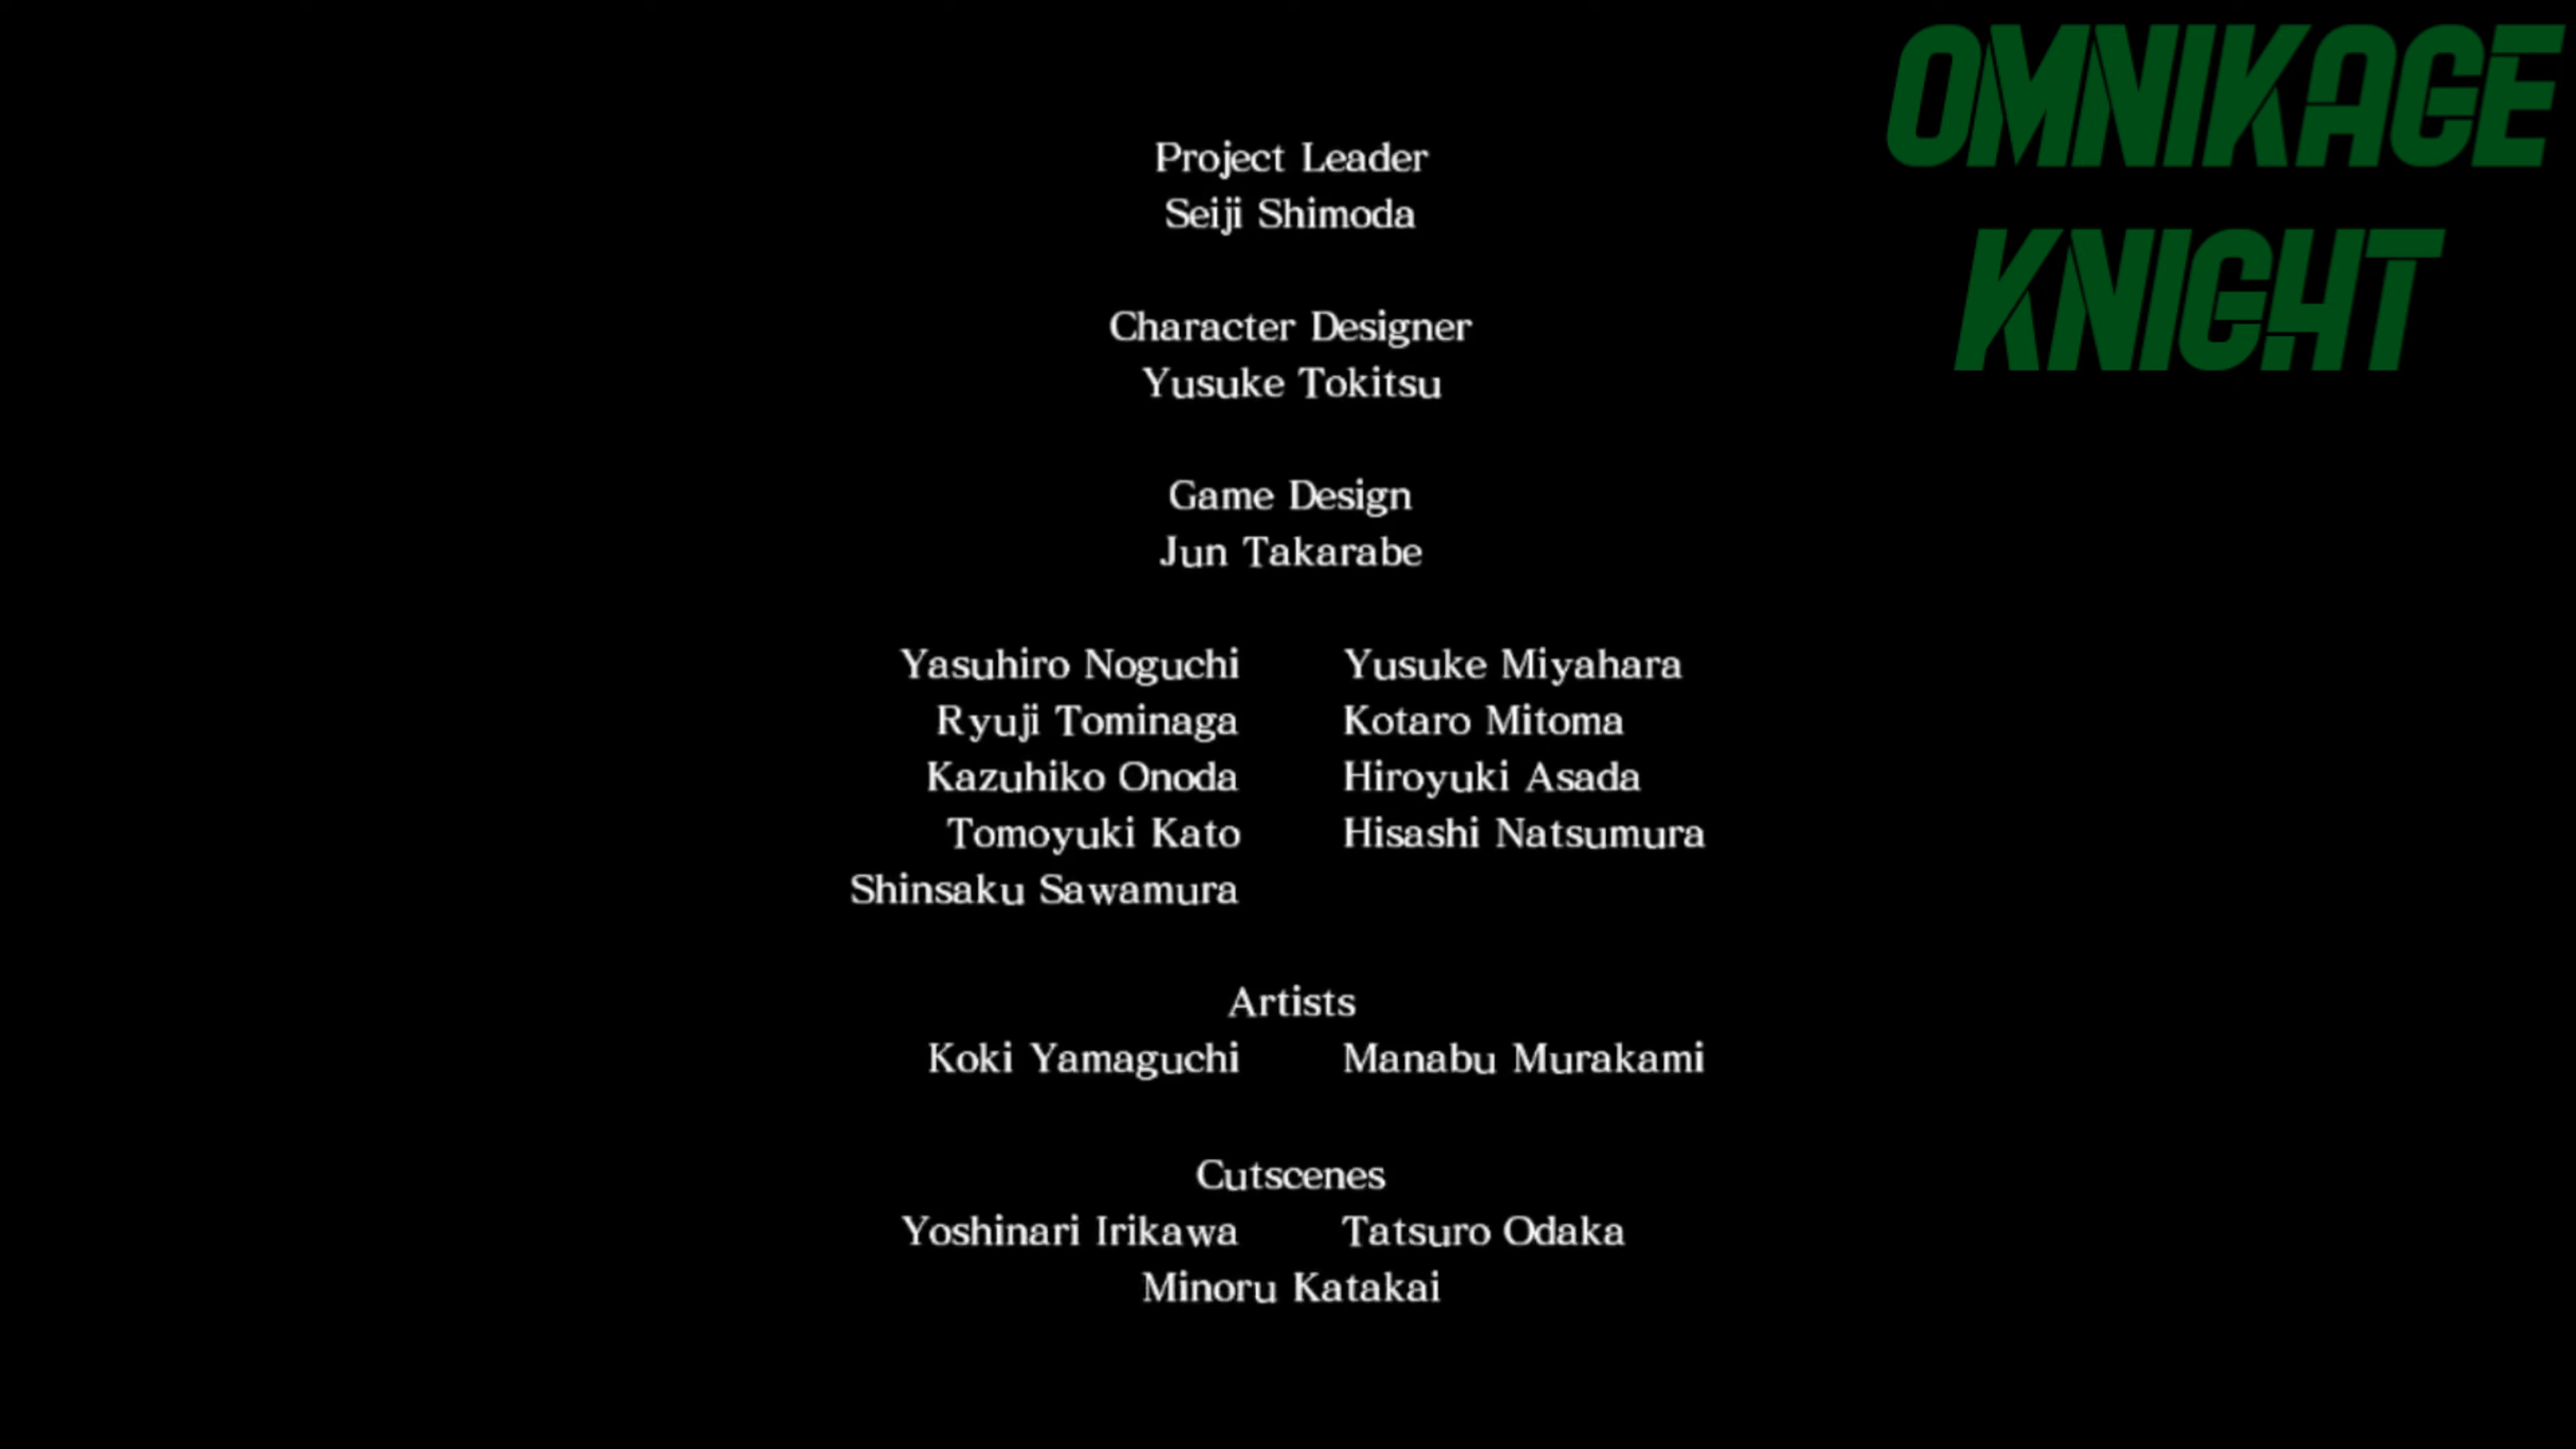 OMNIKAGE
KNIGHT
Project Leader
Seiji Shimoda
Character Designer
Yusuke Tokitsu
Game Design
Jun Takarabe
Yasuhiro Noguchi Yusuke Miyahara
Ryuji Tominaga Kotaro Mitoma
Kazuhiko Onoda Hiroyuki Asada
Tomoyuki Kato Hisashi Natsumura
Shinsaku Sawamura
Artists
Koki Yamaguchi Manabu Murakami
Cutscenes
Yoshinari Irikawa Tatsuro Odaka
Minoru Katakai